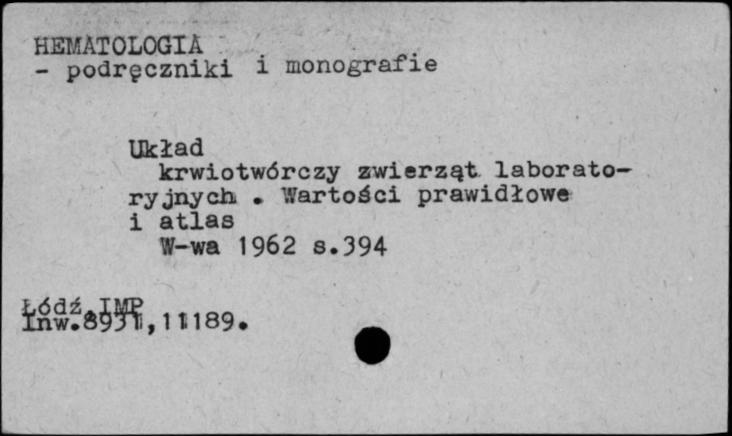 HEMATOLOGIA
- podręczniki i monografie
Układ
krwiotwórczy zwierząt laborato-
ryjnych . Wartości prawidłowe
i atlas
W-wa 1962 s.394
Łódź,IMP
Inw.8931,11189.